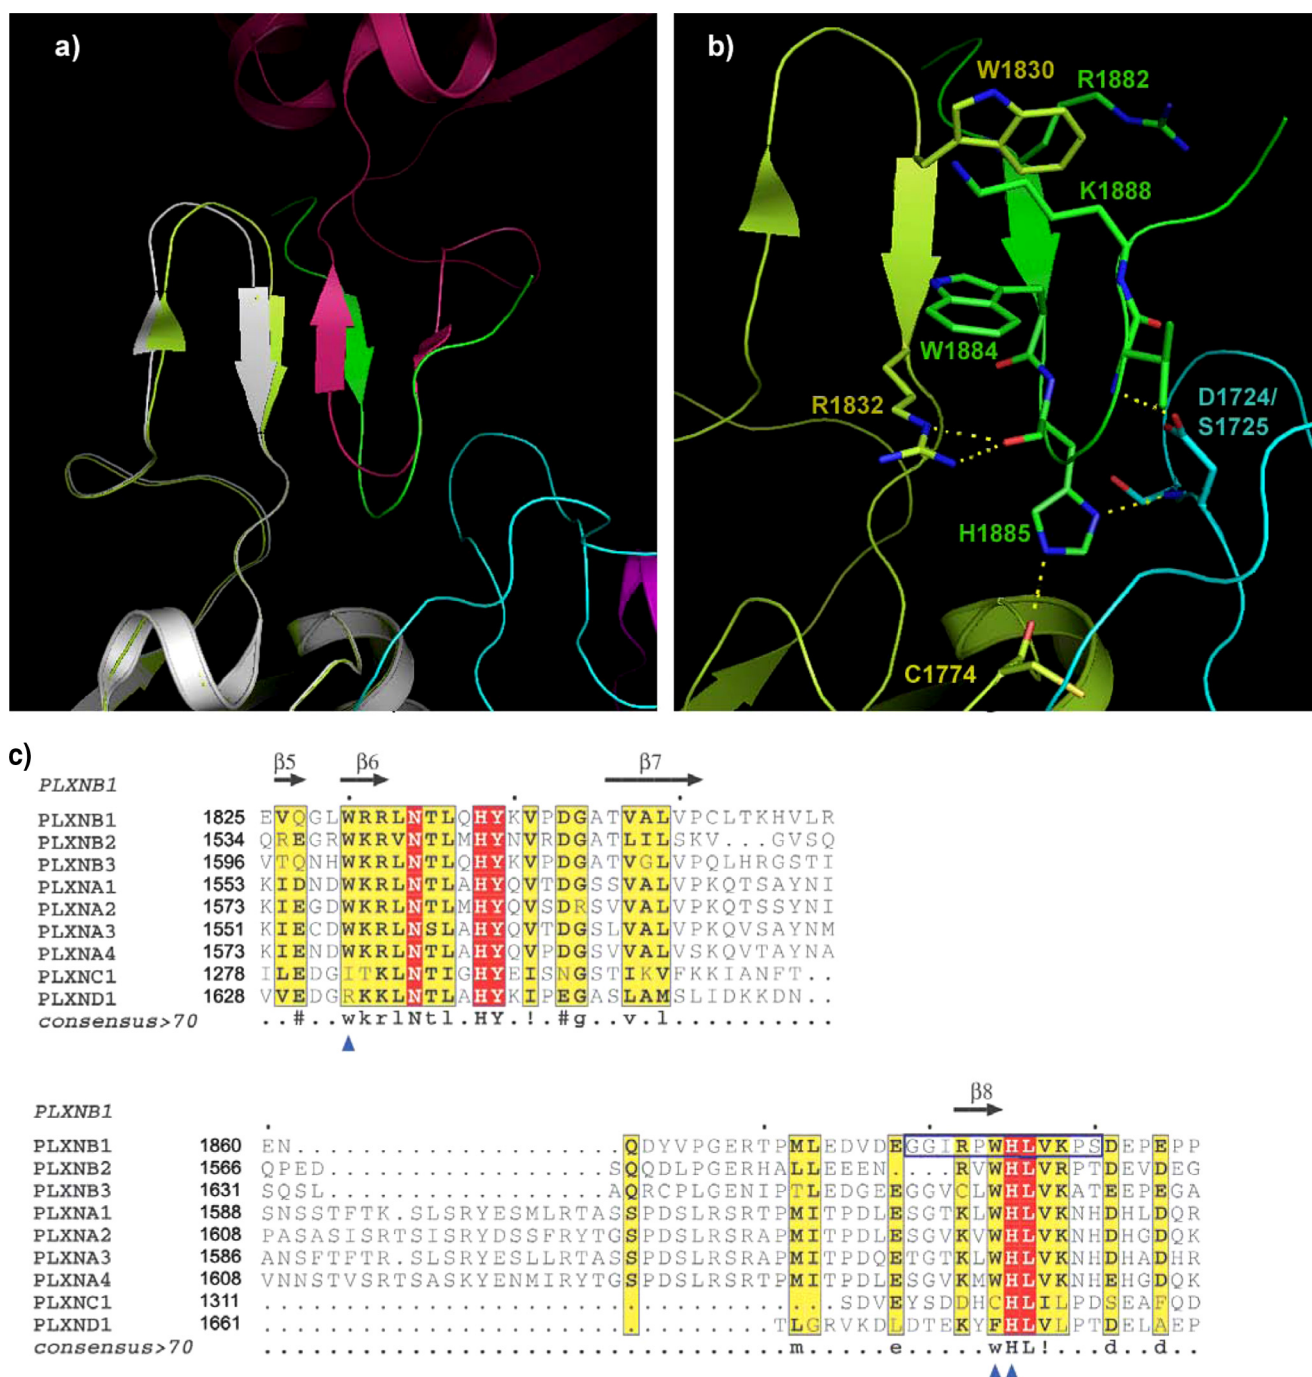 a)
b)
W1830
R1882
K1888
W1884
R1832
D1724/
S1725
H1885
C1774
c)
β5 β6 β7
PLXNB1
PLXNB1 1825 EVQGLWRRLNTLQHYKVPDGATVALVPCLTKHVLR
PLXNB2 1534 QREGRWKRVNTLMHYNVRDGATLILSKV...GVSQ
PLXNB3 1596 VTQNHWKRLNTLQHYKVPDGATVGLVPQLHRGSTI
PLXNA1 1553 KIDNDWKRLNTLAHYQVTDGSSVALVPKQTSAYNI
PLXNA2 1573 KIEGDWKRLNTLMHYQVSDRSVVALVPKQTSSYNI
PLXNA3 1551 KIECDWKRLNSLAHYQVTDGSLVALVPKQVSAYNM
PLXNA4 1573 KIENDWKRLNTLMHYQVPDGSVVALVSKQVTAYNA
PLXNC1 1278 ILEDGITKLNTIGHYEISNGSTIKVFKKIANFT..
PLXND1 1628 VVEDGRKKLNTLAHYKIPEGASLAMSLIDKKDN..
consensus>70 ..#..wkrlNtl.HY.!.#g..v.l..........
β8
PLXNB1
PLXNB1 1860 EN....................QDYVPGERTPMLEDVDEGGIRPWHLVKPSDEPEPP
PLXNB2 1566 QPED.................SQQDLPGERHALLEEEN...RVWHLVRPTDEVDEG
PLXNB3 1631 SQSL.................AQRCPLGENIPTLEDGEEGGVCLWHLVKATEEPEGA
PLXNA1 1588 SNSSTFTK.SLSRYESMLRTASSPDSLRSRTPMITPDLESGTKLWHLVKNHDHLDQR
PLXNA2 1608 PASASISRTSISRYDSSFRYTGSPDSLRSRAPMITPDLESGVKVWHLVKNHDHGDQK
PLXNA3 1586 ANSFTFTR.SLSRYESLLRTASSPDSLRSRAPMITPDQETGTKLWHLVKNHDHADHR
PLXNA4 1608 VNNSTVSRTSASKYENMIRYTGSPDSLRSRTPMITPDLESGVKMWHLVKNHEHGDQK
PLXNC1 1311 ...................................SDVEYSDDHCHLILPDSEAFQD
PLXND1 1661 ...............................TLGRVKDLDTEKYFHLVLPTDELAEP
consensus>70 ................................m.....e.....wHL!...d..d..